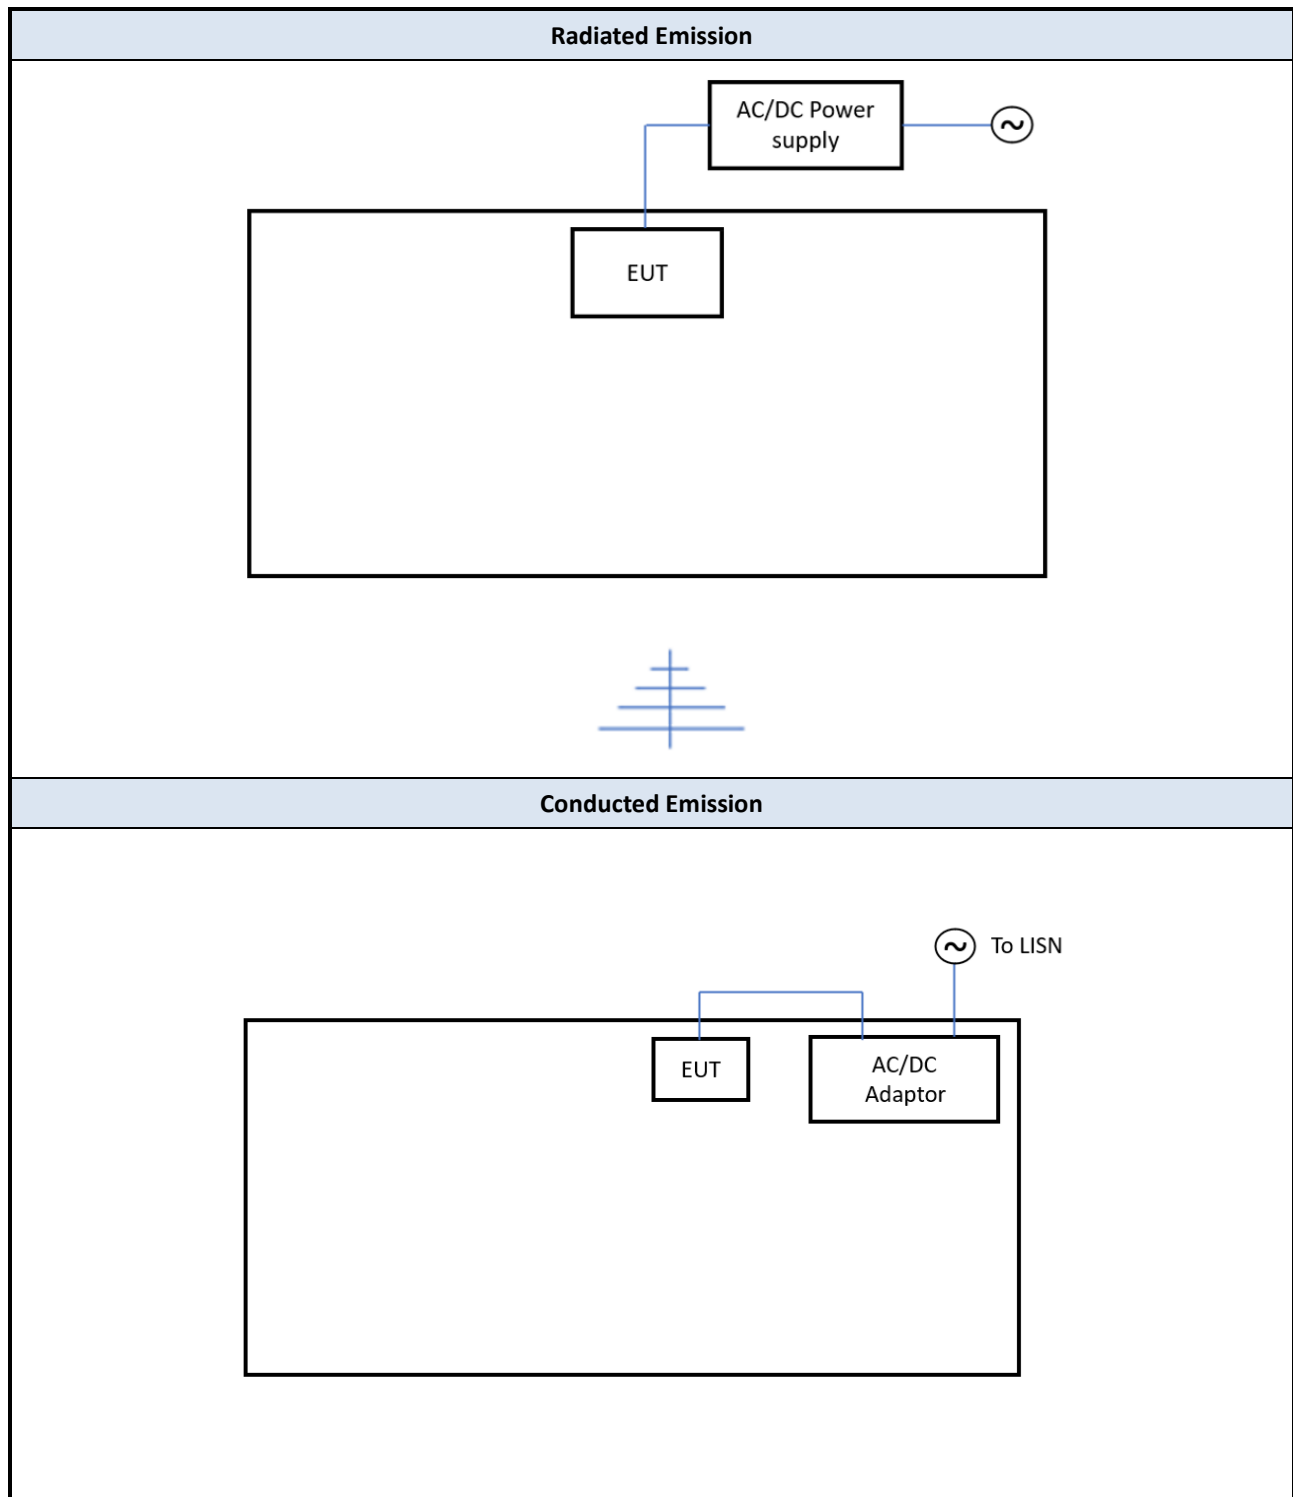 Radiated Emission
AC/DC Power
supply
EUT
Conducted Emission
To LISN
EUT
AC/DC
Adaptor